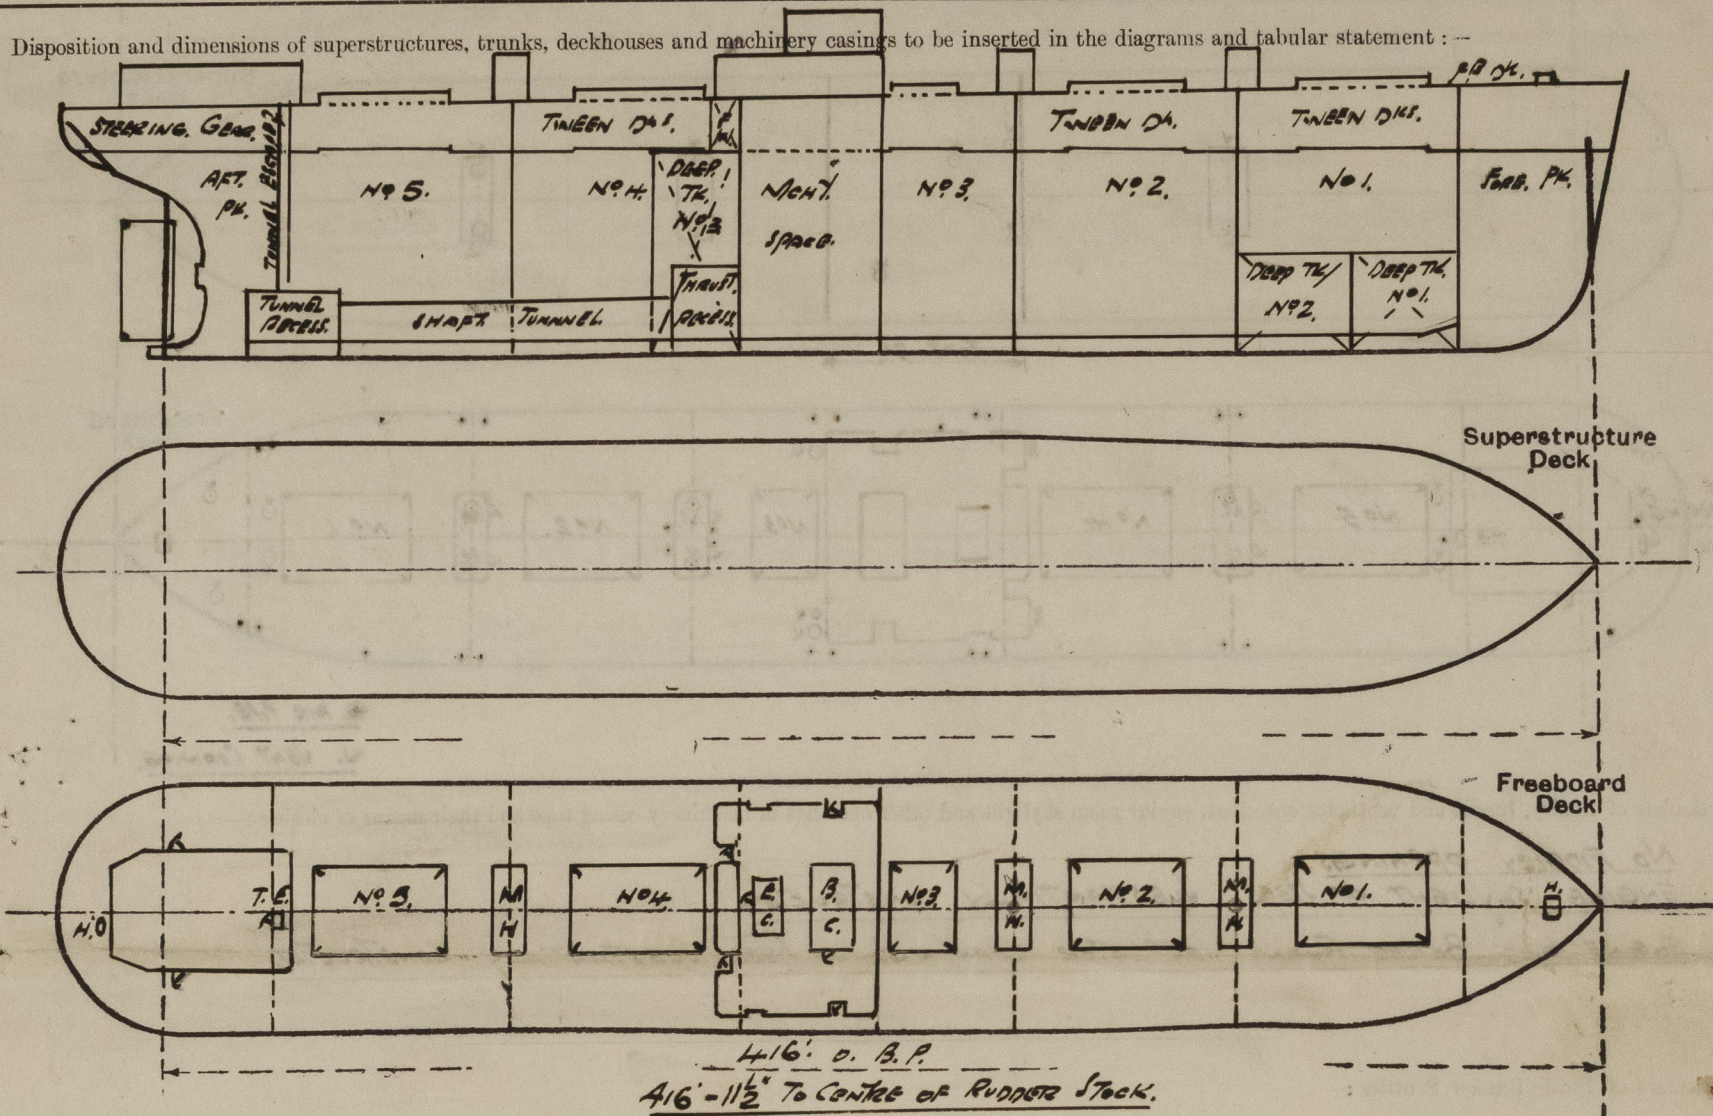 Disposition and dimensions of superstructures, trunks, deckhouses and machinery casings to be inserted in the diagrams and tabular statement : —
F.B. DK.
STEERING. GEAR.
TWEEN DKS.
TWEEN DK.
TWEEN DKS.
TUNNEL
AFT.
PK.
No 5.
No 4.
DEEP.
TK.
No 3
MCHY.
SPACE.
No 3.
No 2.
No 1.
FORE. PK.
DEEP TK
No 2.
DEEP TK.
No 1.
TUNNEL
RECESS.
SHAFT TUNNEL.
THRUST.
RECESS.
Superstructure
Deck
Freeboard
Deck
H.
T. E.
No 5.
M
H
No 4.
E.
C.
B.
C.
No 3.
M.
H.
No 2.
M.
H.
No 1.
H.
416'. 0. B. P.
416' - 11½" TO CENTRE OF RUDDER STOCK.